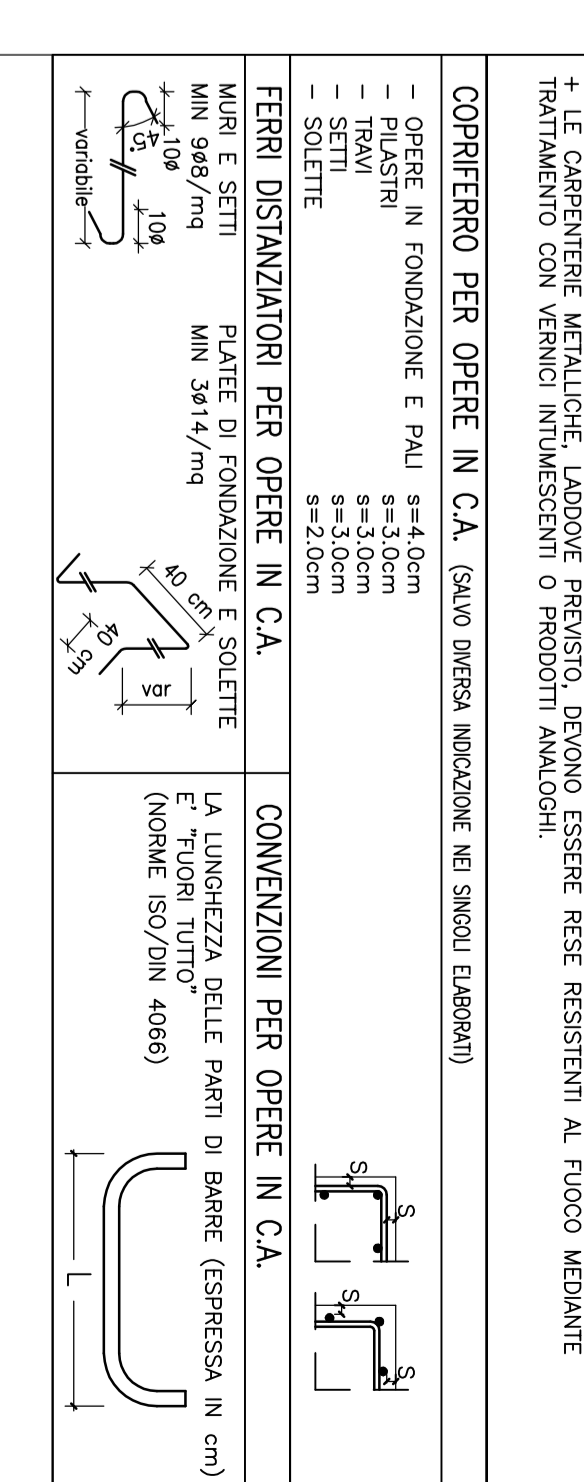 + LE CARPENTERIE METALLICHE, LADDOVE PREVISTO, DEVONO ESSERE RESE RESISTENTI AL FUOCO MEDIANTE
TRATTAMENTO CON VERNICI INTUMESCENTI O PRODOTTI ANALOGHI.
COPRIFERRO PER OPERE IN C.A. (SALVO DIVERSA INDICAZIONE NEI SINGOLI ELABORATI)
- OPERE IN FONDAZIONE E PALI s=4.0cm
- PILASTRI s=3.0cm
- TRAVI s=3.0cm
- SETTI s=3.0cm
- SOLETTE s=2.0cm
S
S
S
S
FERRI DISTANZIATORI PER OPERE IN C.A.
MURI E SETTI
MIN 9ø8/mq
10ø
45°
10ø
variabile
PLATEE DI FONDAZIONE E SOLETTE
MIN 3ø14/mq
40 cm
40 cm
var
CONVENZIONI PER OPERE IN C.A.
LA LUNGHEZZA DELLE PARTI DI BARRE (ESPRESSA IN cm)
E' "FUORI TUTTO"
(NORME ISO/DIN 4066)
L